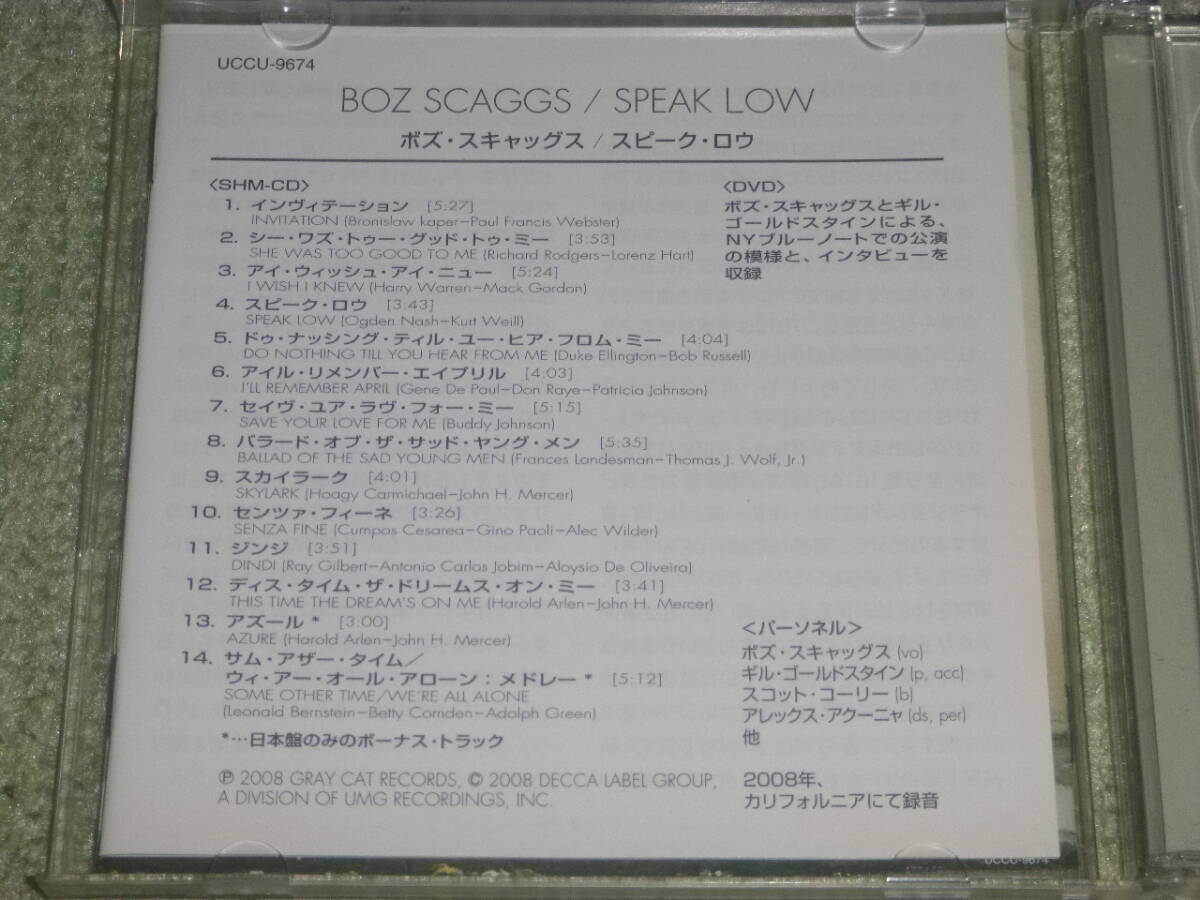 UCCU-9674
BOZ SCAGGS / SPEAK LOW
ボズ・スキャッグス / スピーク・ロウ
〈SHM-CD〉
1. インヴィテーション [5:27]
INVITATION (Bronislaw kaper–Paul Francis Webster)
2. シー・ワズ・トゥー・グッド・トゥ・ミー [3:53]
SHE WAS TOO GOOD TO ME (Richard Rodgers–Lorenz Hart)
3. アイ・ウィッシュ・アイ・ニュー [5:24]
I WISH I KNEW (Harry Warren–Mack Gordon)
4. スピーク・ロウ [3:43]
SPEAK LOW (Ogden Nash–Kurt Weill)
5. ドゥ・ナッシング・ティル・ユー・ヒア・フロム・ミー [4:04]
DO NOTHING TILL YOU HEAR FROM ME (Duke Ellington–Bob Russell)
6. アイル・リメンバー・エイプリル [4:03]
I'LL REMEMBER APRIL (Gene De Paul–Don Raye–Patricia Johnson)
7. セイヴ・ユア・ラヴ・フォー・ミー [5:15]
SAVE YOUR LOVE FOR ME (Buddy Johnson)
8. バラード・オブ・ザ・サッド・ヤング・メン [5:35]
BALLAD OF THE SAD YOUNG MEN (Frances Landesman–Thomas J. Wolf, Jr.)
9. スカイラーク [4:01]
SKYLARK (Hoagy Carmichael–John H. Mercer)
10. センツァ・フィーネ [3:26]
SENZA FINE (Cumpos Cesarea–Gino Paoli–Alec Wilder)
11. ジンジ [3:51]
DINDI (Ray Gilbert–Antonio Carlos Jobim–Aloysio De Oliveira)
12. ディス・タイム・ザ・ドリームス・オン・ミー [3:41]
THIS TIME THE DREAM'S ON ME (Harold Arlen–John H. Mercer)
13. アズール * [3:00]
AZURE (Harold Arlen–John H. Mercer)
14. サム・アザー・タイム／
ウィ・アー・オール・アローン：メドレー * [5:12]
SOME OTHER TIME/WE'RE ALL ALONE
(Leonald Bernstein–Betty Comden–Adolph Green)
*…日本盤のみのボーナス・トラック
℗ 2008 GRAY CAT RECORDS, © 2008 DECCA LABEL GROUP,
A DIVISION OF UMG RECORDINGS, INC.
〈DVD〉
ボズ・スキャッグスとギル・
ゴールドスタインによる、
NYブルーノートでの公演
の模様と、インタビューを
収録
＜パーソネル＞
ボズ・スキャッグス (vo)
ギル・ゴールドスタイン (p, acc)
スコット・コーリー (b)
アレックス・アクーニャ (ds, per)
他
2008年、
カリフォルニアにて録音
UCCU-9674